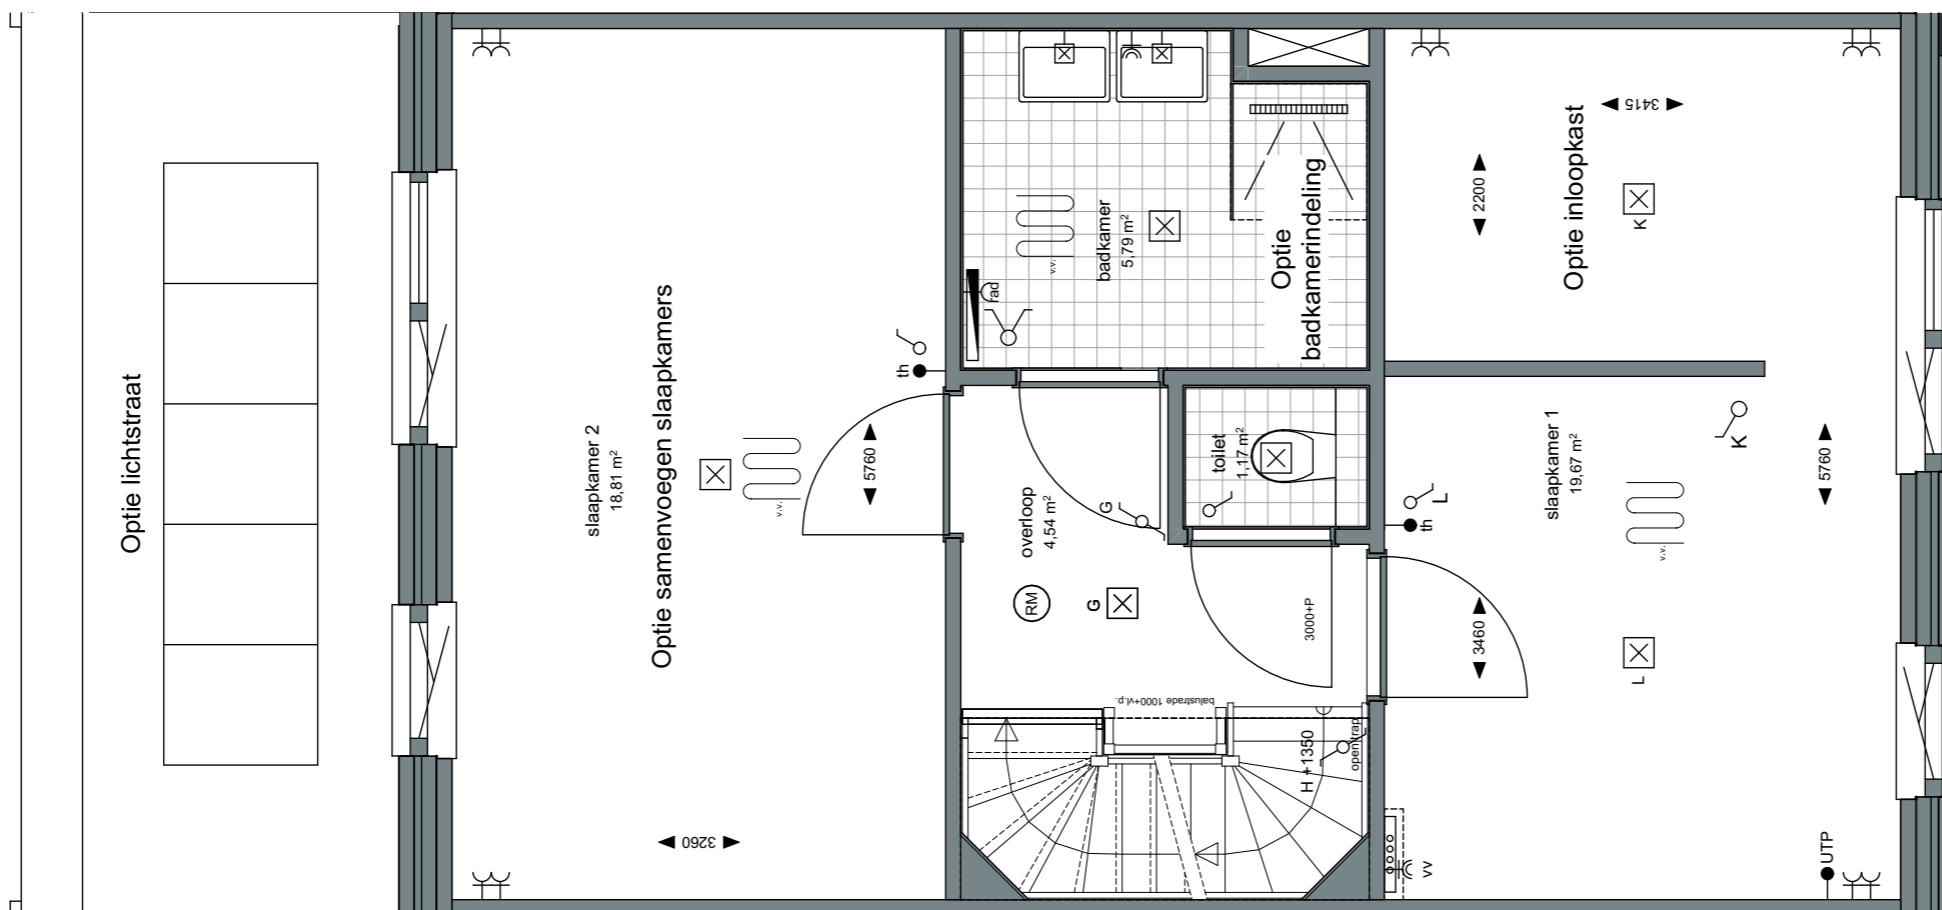 Optie lichtstraat
slaapkamer 2
18,81 m²
Optie samenvoegen slaapkamers
v.v.
5760
3260
th
rad
v.v.
badkamer
5,79 m²
Optie
badkamerindeling
overloop
4,54 m²
RM
G
G
toilet
1,17 m²
3000+P
balustrade 1000+vl.p.
H +1350
open trap
Optie inloopkast
3415
2200
K
K
slaapkamer 1
19,67 m²
L
th
v.v.
5760
3460
L
VV
UTP